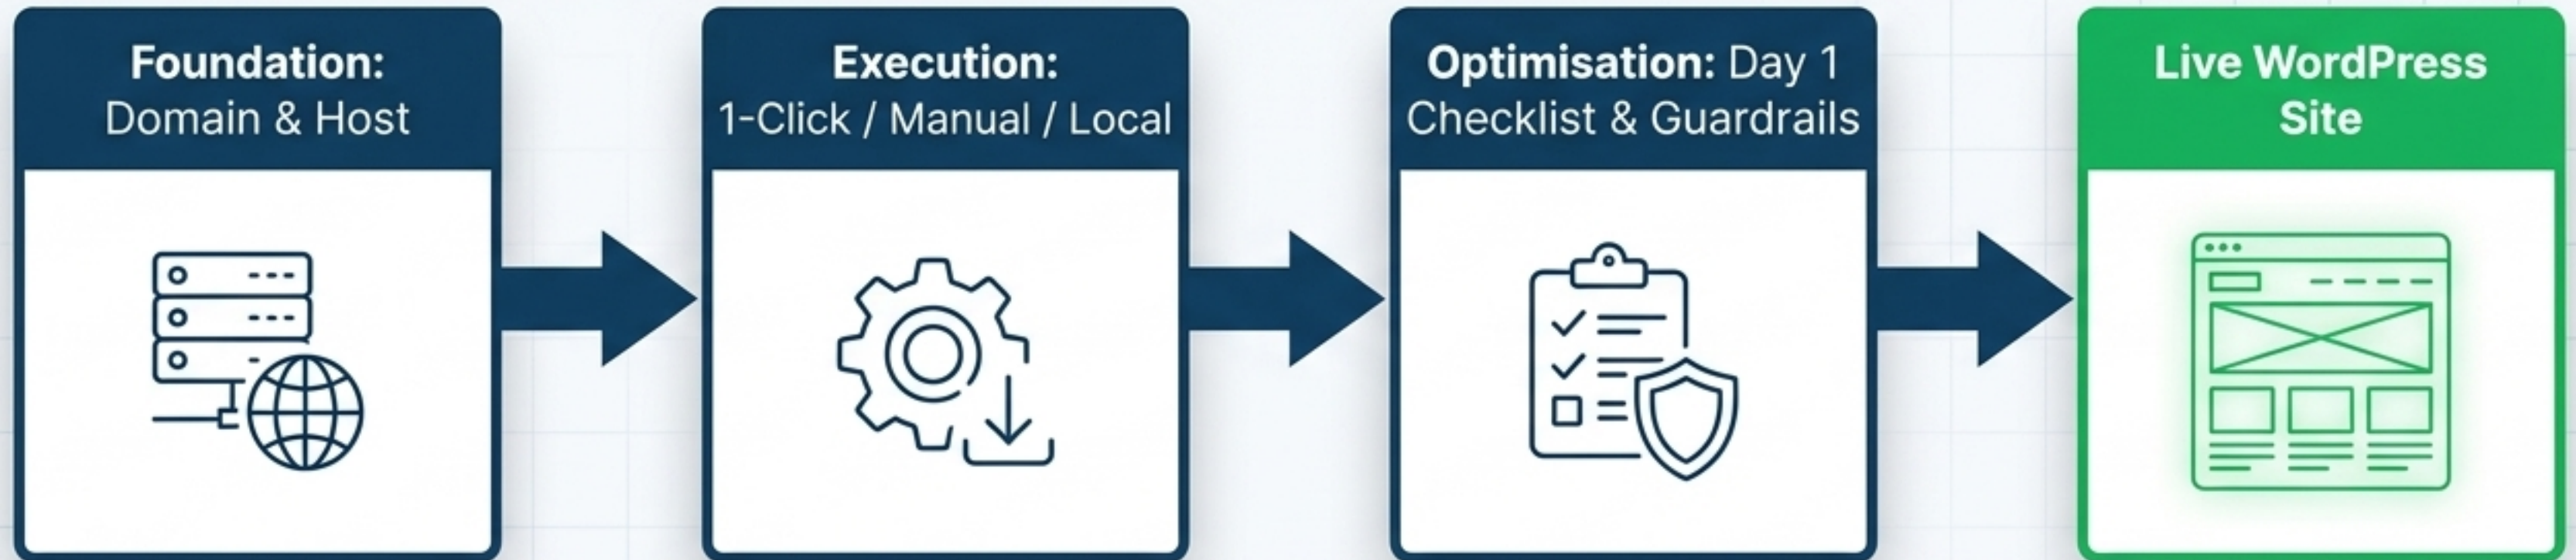 Foundation:
Domain & Host
Execution:
1-Click / Manual / Local
Optimisation: Day 1
Checklist & Guardrails
Live WordPress
Site